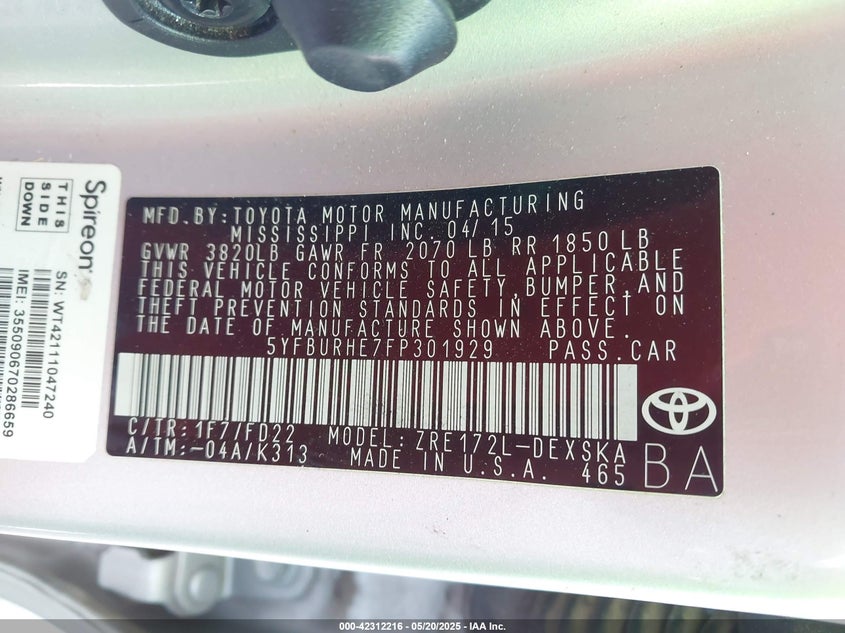 Spireon
THIS
SIDE
DOWN
SN: WT42111047240
IMEI: 355090670286659
MFD. BY: TOYOTA MOTOR MANUFACTURING
MISSISSIPPI INC. 04/15
GVWR 3820LB GAWR FR 2070 LB RR 1850 LB
THIS VEHICLE CONFORMS TO ALL APPLICABLE
FEDERAL MOTOR VEHICLE SAFETY, BUMPER, AND
THEFT PREVENTION STANDARDS IN EFFECT ON
THE DATE OF MANUFACTURE SHOWN ABOVE.
5YFBURHE7FP301929 PASS.CAR
C/TR: 1F7/FD22 MODEL: ZRE172L-DEXSKA
A/TM: -04A/K313 MADE IN U.S.A. 465
BA
000-42312216 - 05/20/2025 - IAA Inc.